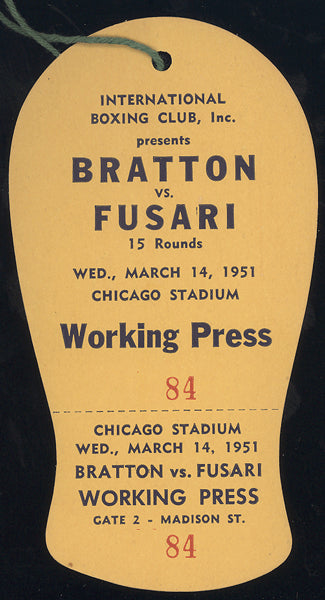 INTERNATIONAL
BOXING CLUB, Inc.
presents
BRATTON
VS.
FUSARI
15 Rounds
WED., MARCH 14, 1951
CHICAGO STADIUM
Working Press
84
CHICAGO STADIUM
WED., MARCH 14, 1951
BRATTON vs. FUSARI
WORKING PRESS
GATE 2 - MADISON ST.
84